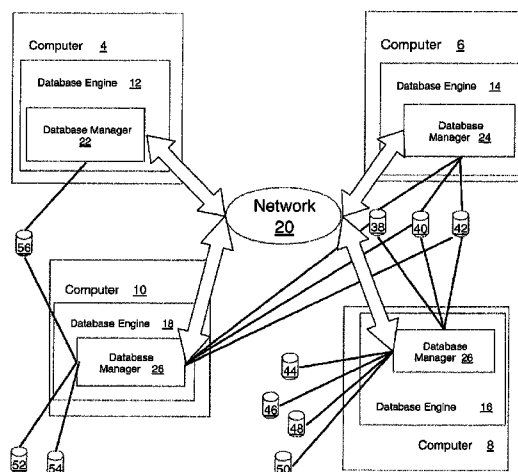 Computer 4
Database Engine 12
Database Manager
22
Computer 6
Database Engine 14
Database
Manager 24
Network
20
38
40
42
56
Computer 10
Database Engine 18
Database
Manager 26
52
54
44
46
48
50
Database
Manager 26
Database Engine 16
Computer 8